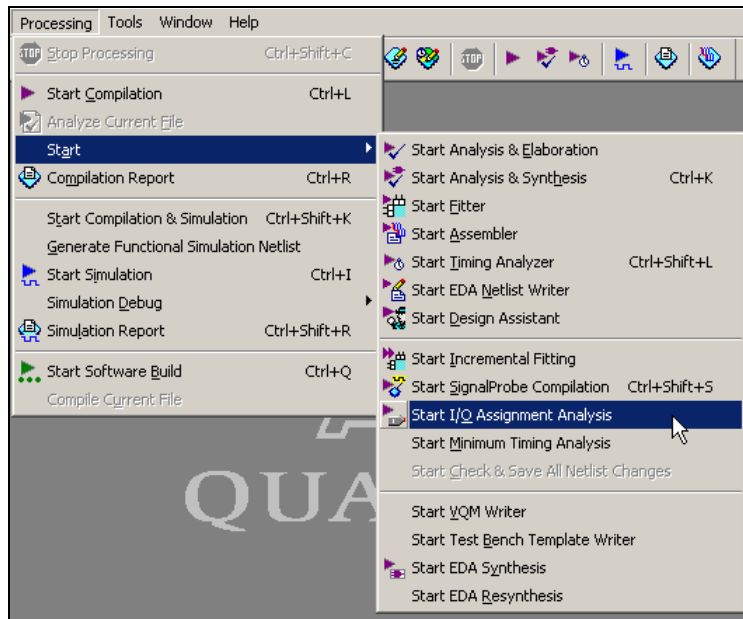 Processing Tools Window Help
STOP Stop Processing Ctrl+Shift+C
STOP
Start Compilation Ctrl+L
Analyze Current File
Start
Compilation Report Ctrl+R
Start Compilation & Simulation Ctrl+Shift+K
Generate Functional Simulation Netlist
Start Simulation Ctrl+I
Simulation Debug
Simulation Report Ctrl+Shift+R
Start Software Build Ctrl+Q
Compile Current File
Start Analysis & Elaboration
Start Analysis & Synthesis Ctrl+K
Start Fitter
Start Assembler
Start Timing Analyzer Ctrl+Shift+L
Start EDA Netlist Writer
Start Design Assistant
Start Incremental Fitting
Start SignalProbe Compilation Ctrl+Shift+S
Start I/O Assignment Analysis
Start Minimum Timing Analysis
Start Check & Save All Netlist Changes
Start VQM Writer
Start Test Bench Template Writer
Start EDA Synthesis
Start EDA Resynthesis
QUA